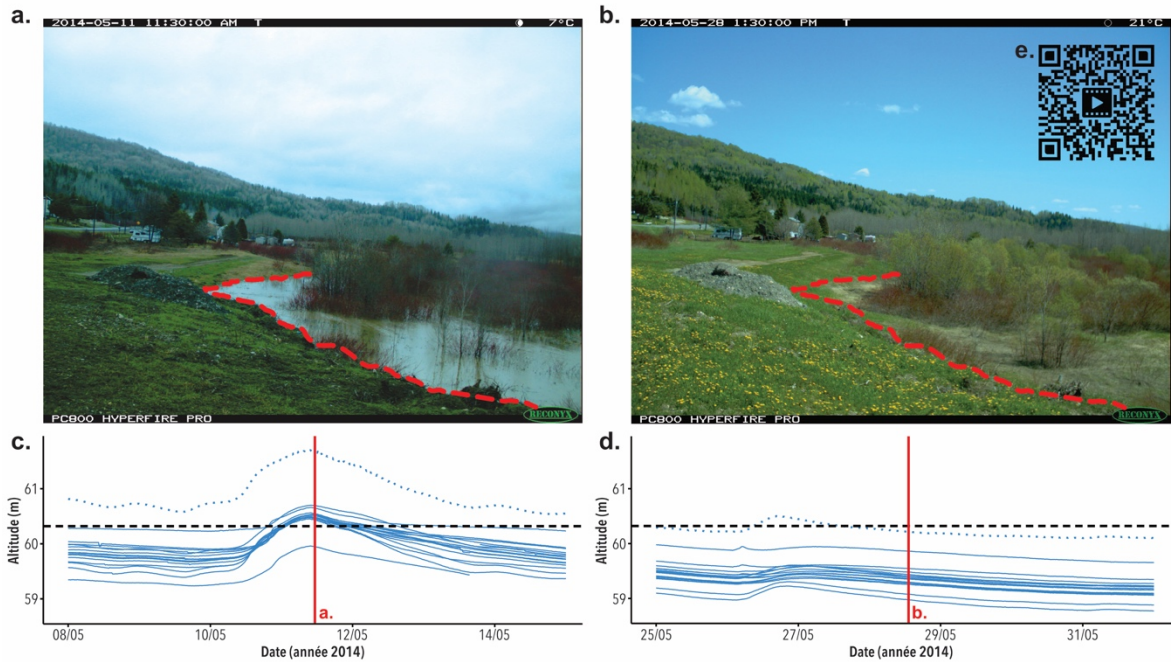 a.
2014-05-11 11:30:00 AM T 7°C
PC800 HYPERFIRE PRO RECONYX
b.
2014-05-28 1:30:00 PM T 21°C
e.
PC800 HYPERFIRE PRO RECONYX
c.
Altitude (m)
61
60
59
a.
08/05 10/05 12/05 14/05
Date (année 2014)
d.
Altitude (m)
61
60
59
b.
25/05 27/05 29/05 31/05
Date (année 2014)